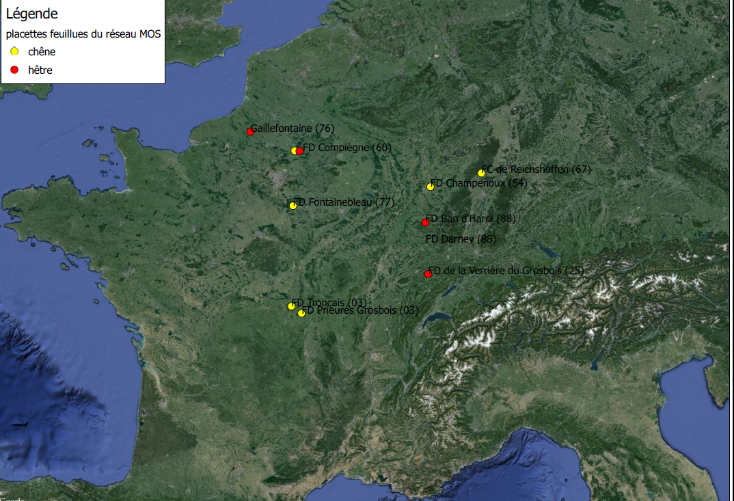 Légende
placettes feuillues du réseau MOS
chêne
hêtre
Gaillefontaine (76)
FD Compiègne (60)
FC de Reichshoffen (67)
FD Champenoux (54)
FD Fontainebleau (77)
FD Ban d'Harol (88)
FD Darney (88)
FD de la Verrière du Grosbois (25)
FD Tronçais (03)
FD Prieurés Grosbois (03)